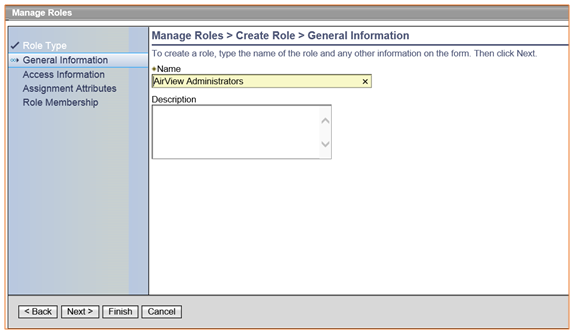 Manage Roles
Role Type
General Information
Access Information
Assignment Attributes
Role Membership
Manage Roles > Create Role > General Information
To create a role, type the name of the role and any other information on the form. Then click Next.
*Name
AirView Administrators
Description
< Back Next > Finish Cancel